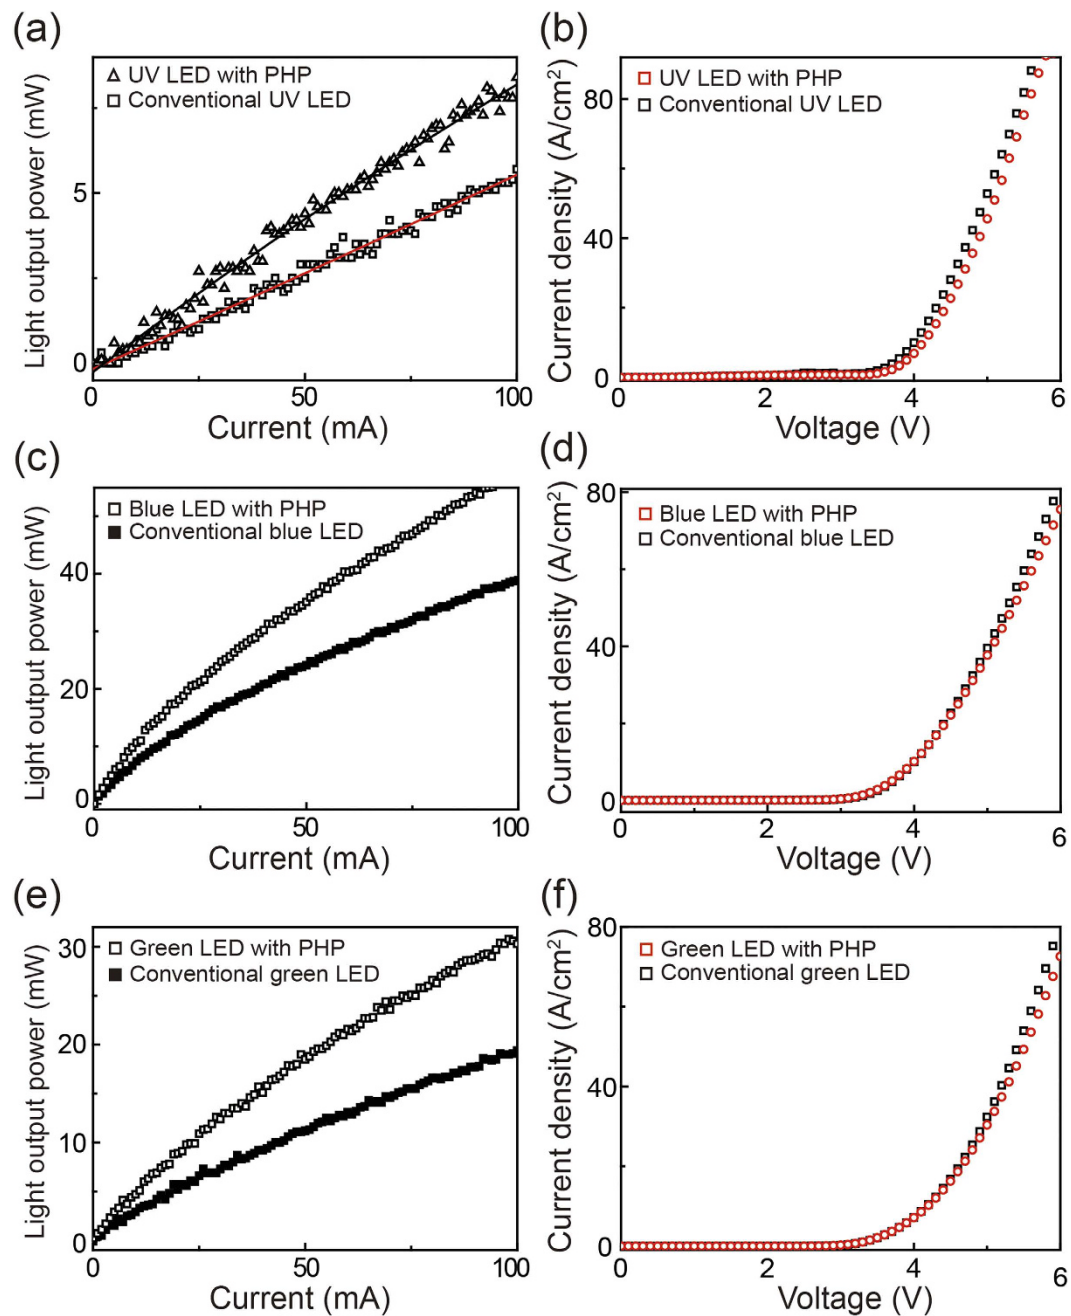 (a)
Light output power (mW)
5
0
△ UV LED with PHP
□ Conventional UV LED
0 50 100
Current (mA)
(b)
Current density (A/cm²)
80
40
0
□ UV LED with PHP
□ Conventional UV LED
0 2 4 6
Voltage (V)
(c)
Light output power (mW)
40
20
0
□ Blue LED with PHP
■ Conventional blue LED
0 50 100
Current (mA)
(d)
Current density (A/cm²)
80
40
0
□ Blue LED with PHP
□ Conventional blue LED
0 2 4 6
Voltage (V)
(e)
Light output power (mW)
30
20
10
0
□ Green LED with PHP
■ Conventional green LED
0 50 100
Current (mA)
(f)
Current density (A/cm²)
80
40
0
□ Green LED with PHP
□ Conventional green LED
0 2 4 6
Voltage (V)